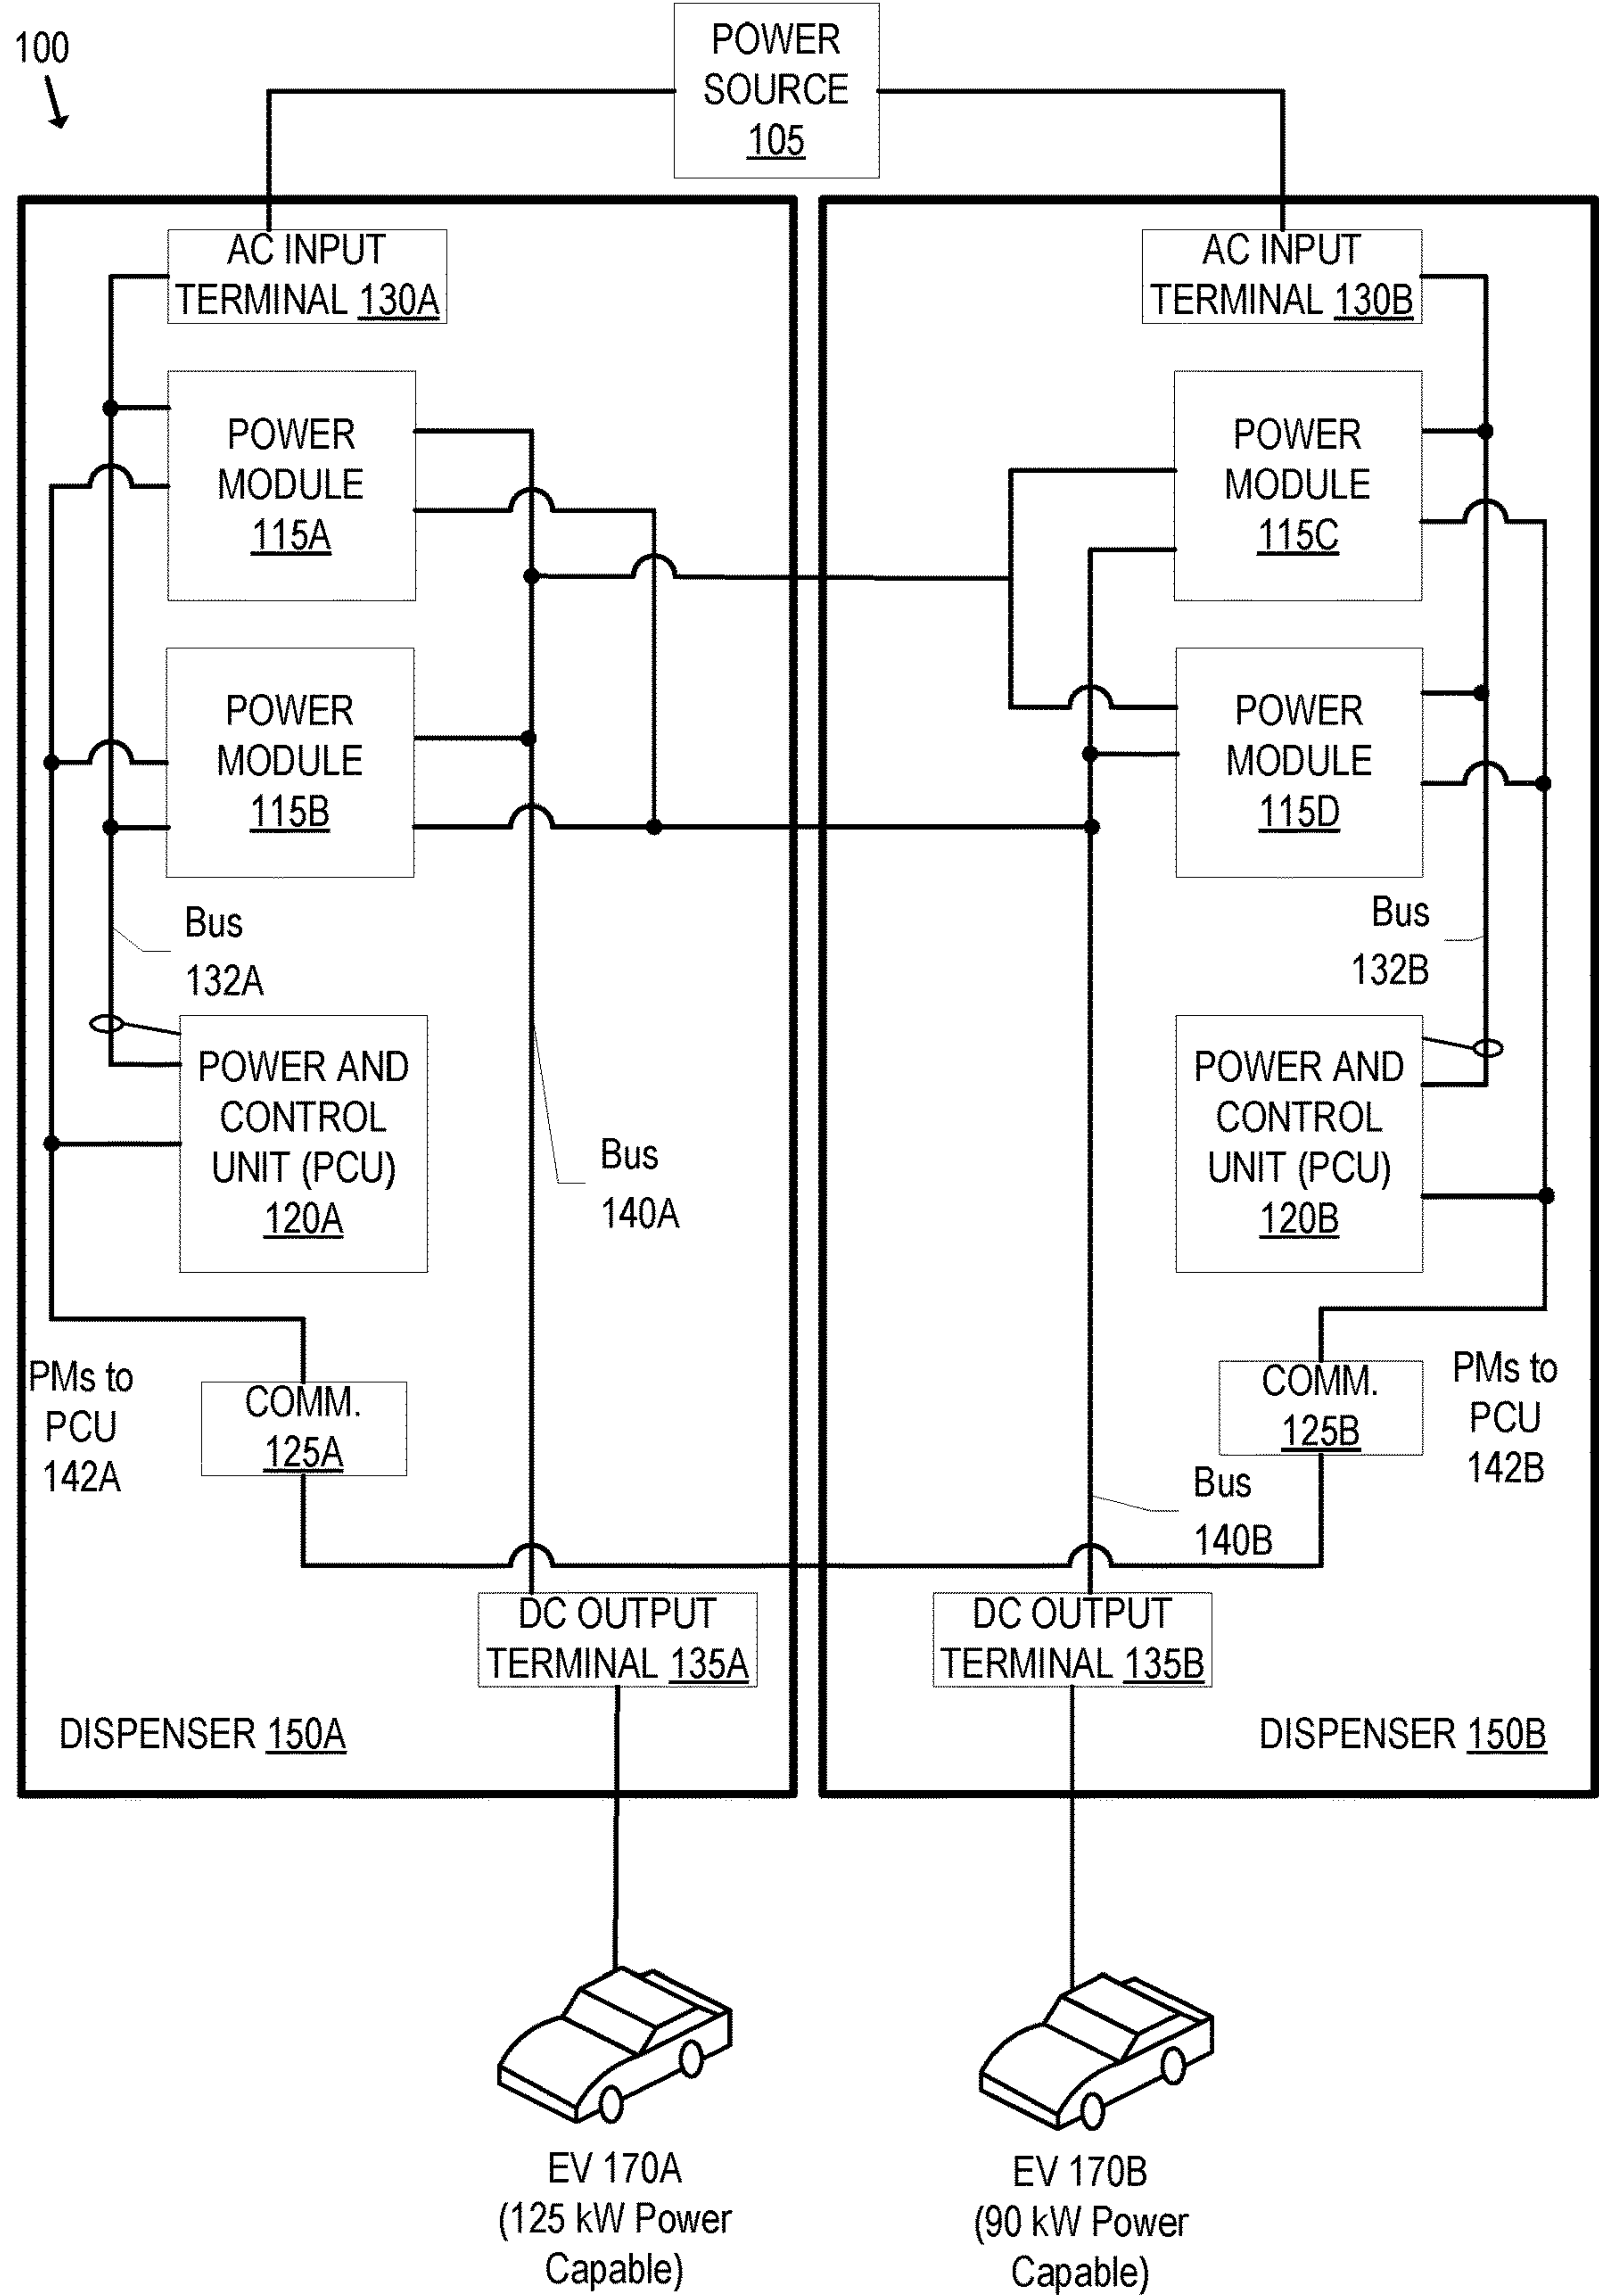 100
POWER
SOURCE
105
AC INPUT
TERMINAL 130A
POWER
MODULE
115A
POWER
MODULE
115B
Bus
132A
POWER AND
CONTROL
UNIT (PCU)
120A
Bus
140A
PMs to
PCU
142A
COMM.
125A
DC OUTPUT
TERMINAL 135A
DISPENSER 150A
AC INPUT
TERMINAL 130B
POWER
MODULE
115C
POWER
MODULE
115D
Bus
132B
POWER AND
CONTROL
UNIT (PCU)
120B
COMM.
125B
PMs to
PCU
142B
Bus
140B
DC OUTPUT
TERMINAL 135B
DISPENSER 150B
EV 170A
(125 kW Power
Capable)
EV 170B
(90 kW Power
Capable)